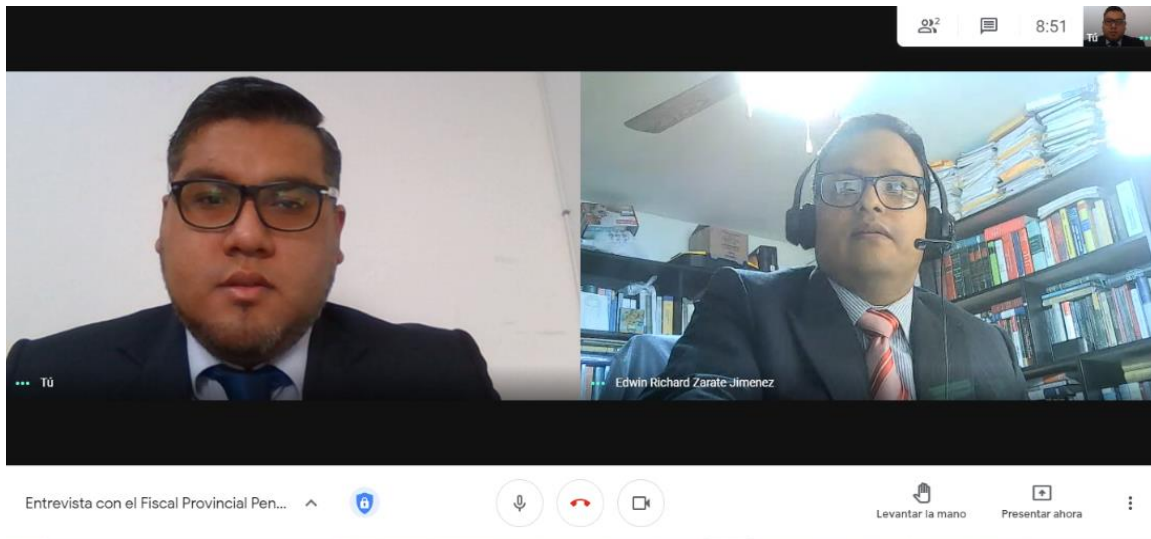 2
8:51
Tú
Tú
Edwin Richard Zarate Jimenez
Entrevista con el Fiscal Provincial Pen...
Levantar la mano
Presentar ahora